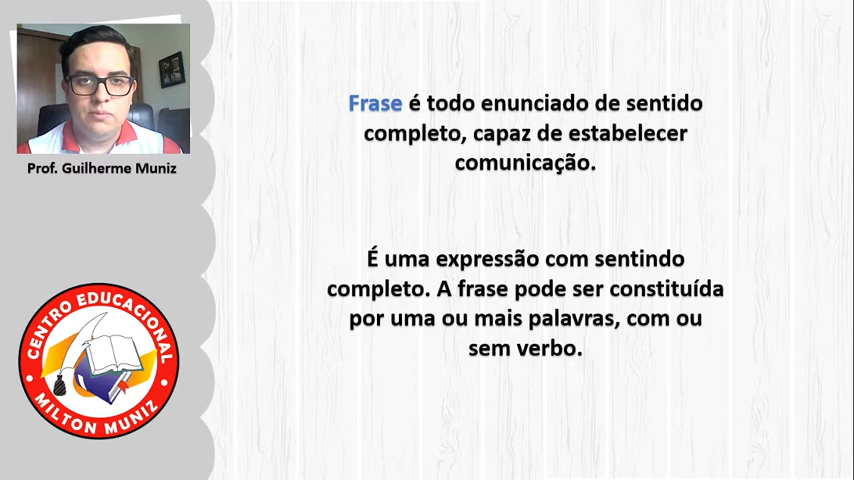 Prof. Guilherme Muniz
CENTRO EDUCACIONAL
MILTON MUNIZ
Frase é todo enunciado de sentido
completo, capaz de estabelecer
comunicação.
É uma expressão com sentindo
completo. A frase pode ser constituída
por uma ou mais palavras, com ou
sem verbo.